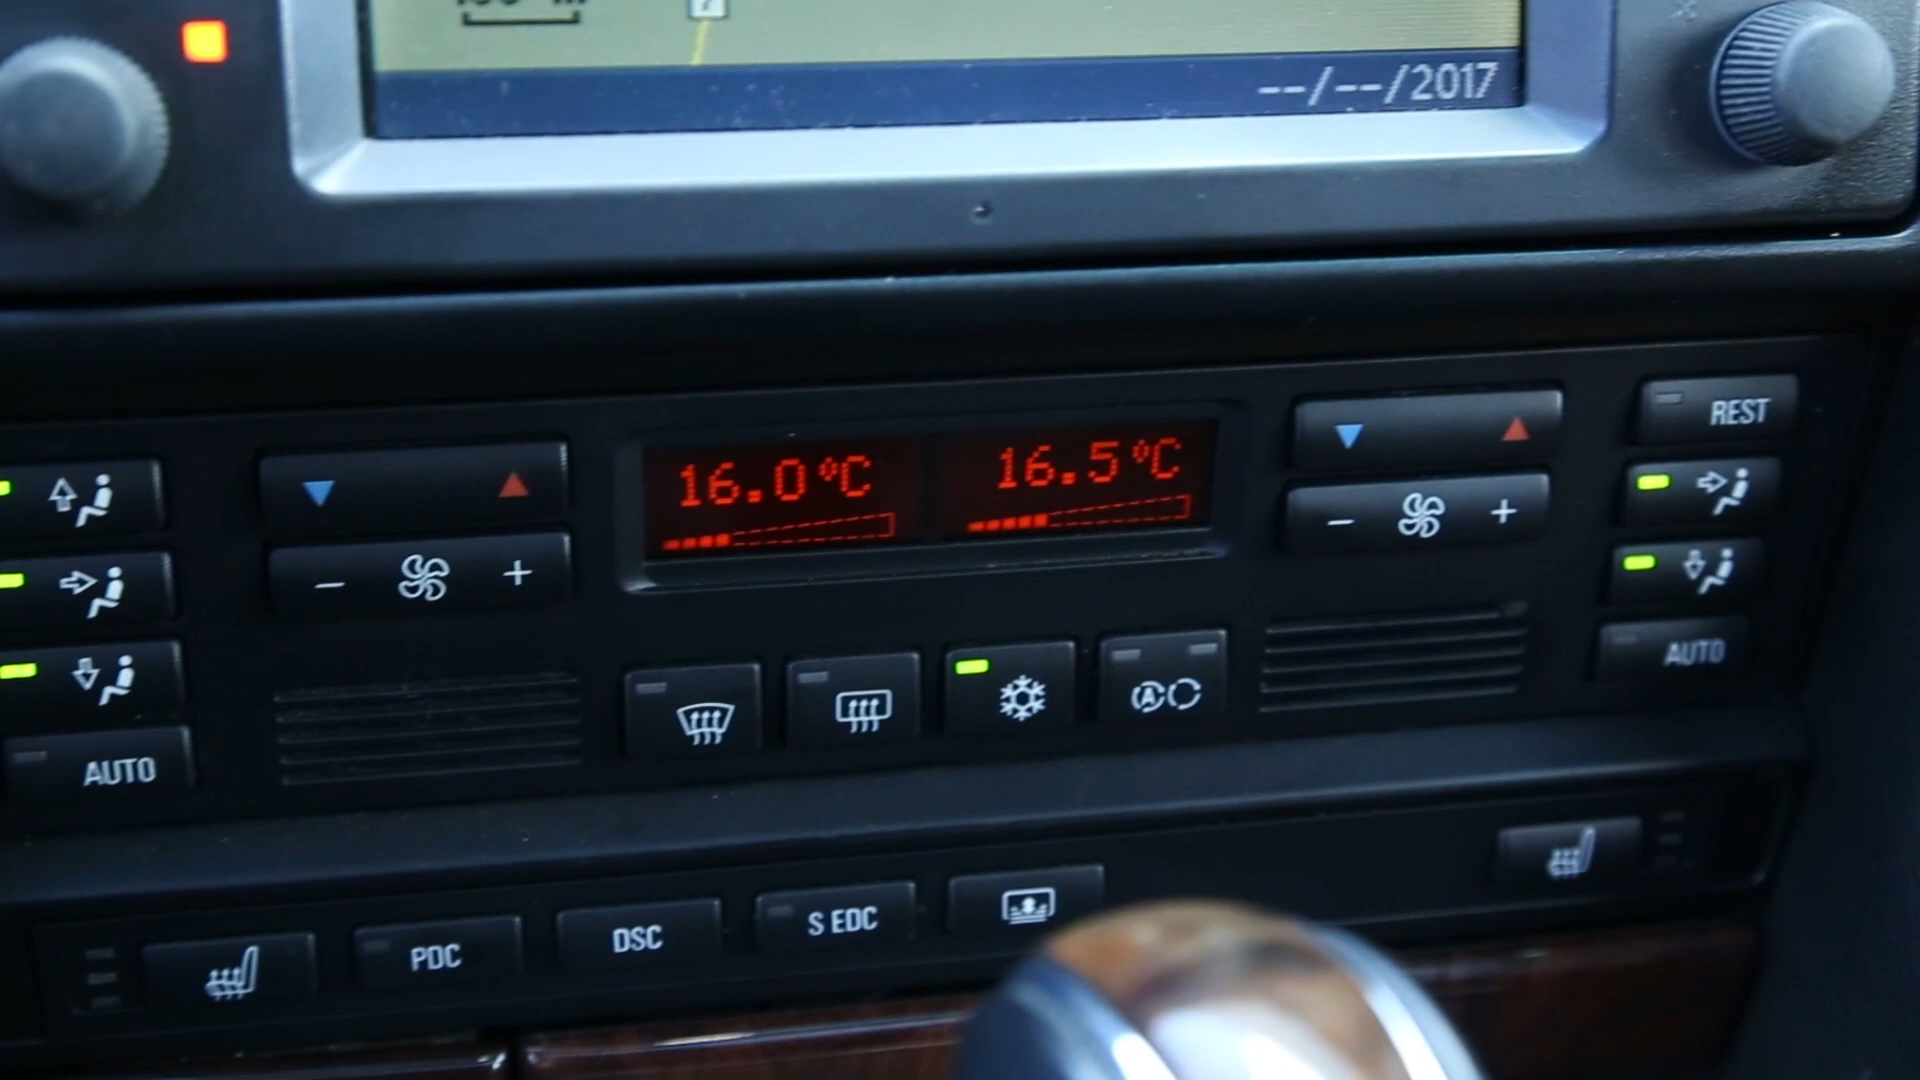 --/--/2017
16.0°C
16.5°C
REST
AUTO
AUTO
A
PDC
DSC
S EDC